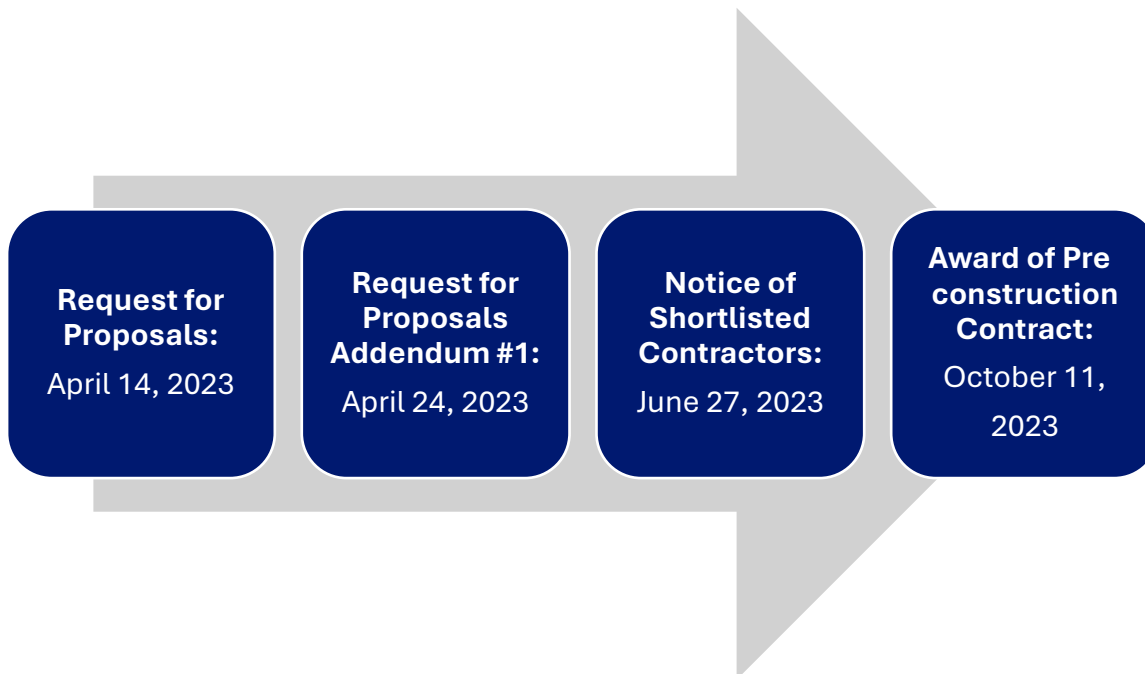 Request for
Proposals:
April 14, 2023
Request for
Proposals
Addendum #1:
April 24, 2023
Notice of
Shortlisted
Contractors:
June 27, 2023
Award of Pre
construction
Contract:
October 11,
2023